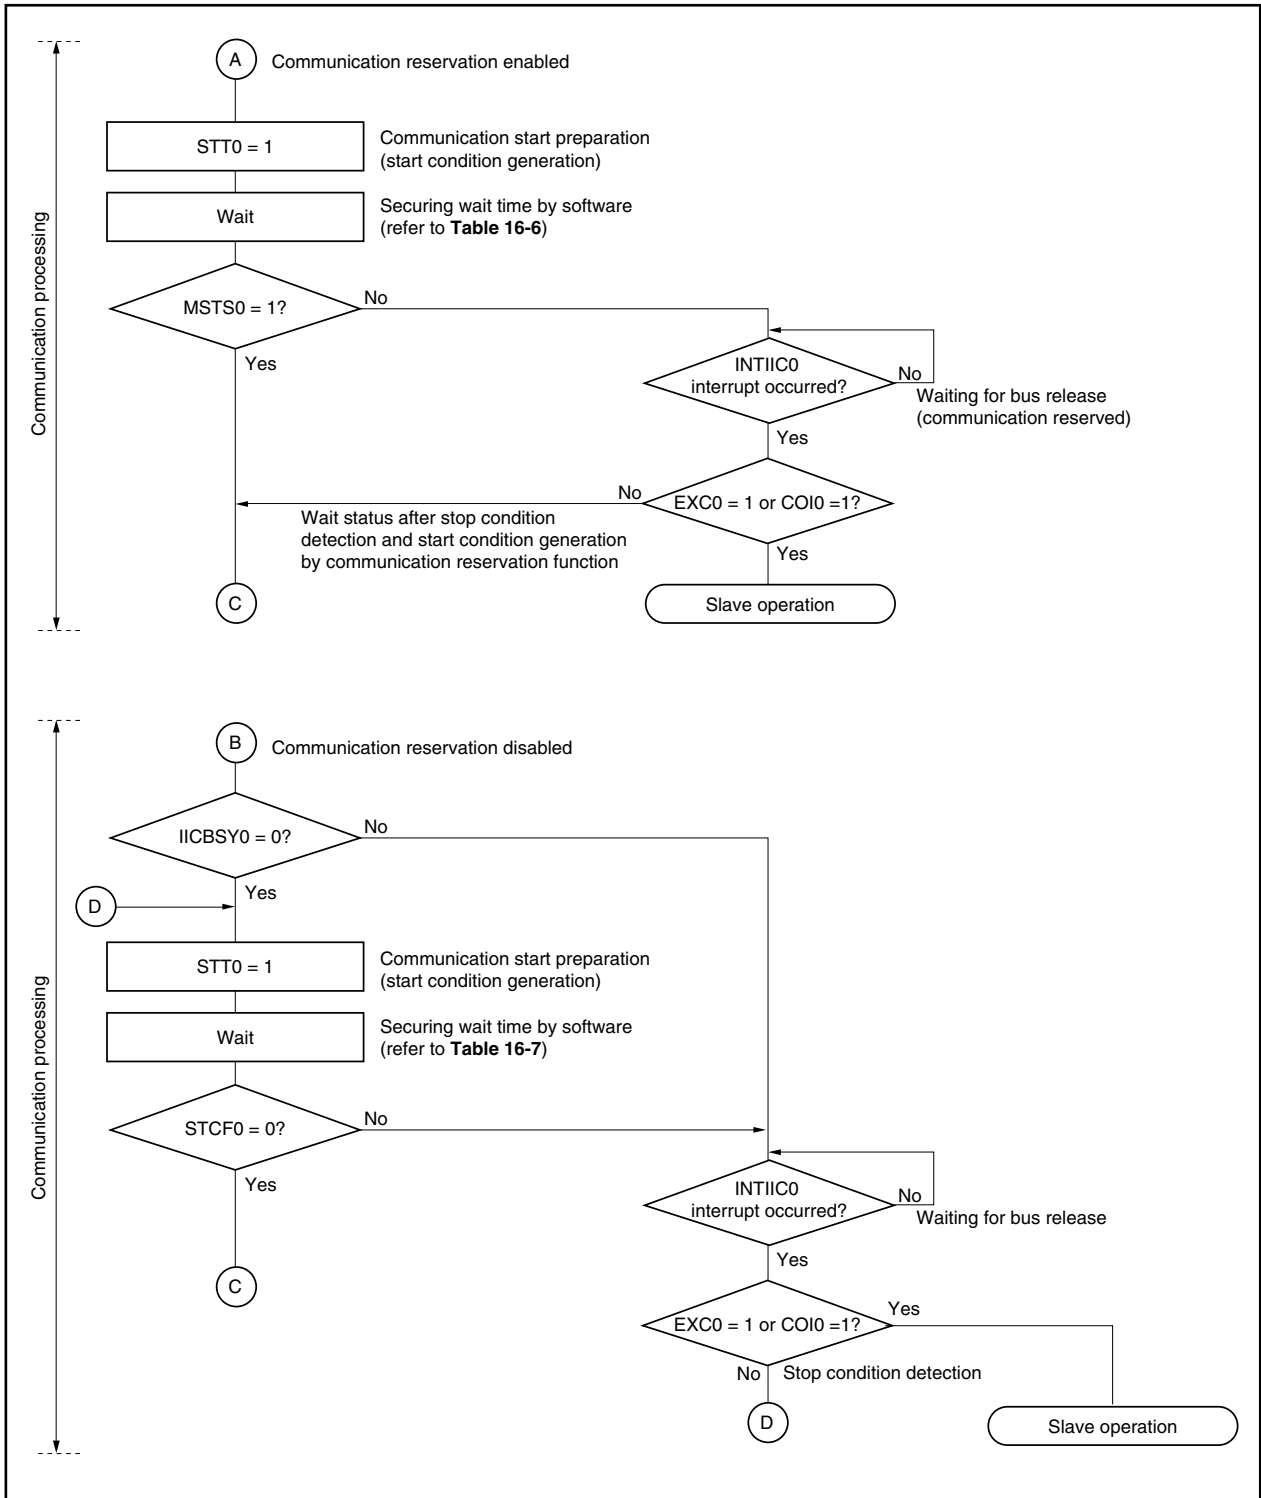 A
Communication reservation enabled
STT0 = 1
Communication start preparation
(start condition generation)
Wait
Securing wait time by software
(refer to Table 16-6)
MSTS0 = 1?
No
Yes
INTIIC0
interrupt occurred?
No
Waiting for bus release
(communication reserved)
Yes
EXC0 = 1 or COI0 =1?
No
Wait status after stop condition
detection and start condition generation
by communication reservation function
Yes
C
Slave operation
Communication processing
B
Communication reservation disabled
IICBSY0 = 0?
No
Yes
D
STT0 = 1
Communication start preparation
(start condition generation)
Wait
Securing wait time by software
(refer to Table 16-7)
STCF0 = 0?
No
Yes
INTIIC0
interrupt occurred?
No
Waiting for bus release
Yes
C
EXC0 = 1 or COI0 =1?
Yes
No
Stop condition detection
D
Slave operation
Communication processing